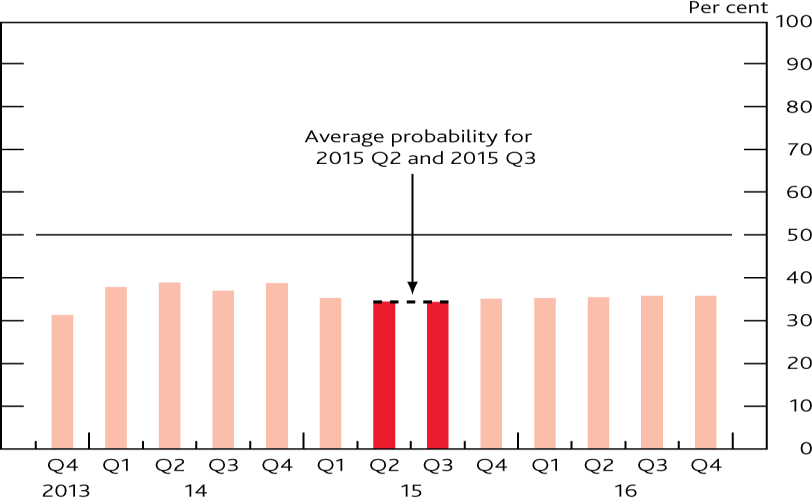 Per cent
100
90
80
70
60
50
40
30
20
10
0
Average probability for
2015 Q2 and 2015 Q3
Q4 Q1 Q2 Q3 Q4 Q1 Q2 Q3 Q4 Q1 Q2 Q3 Q4
2013 14 15 16